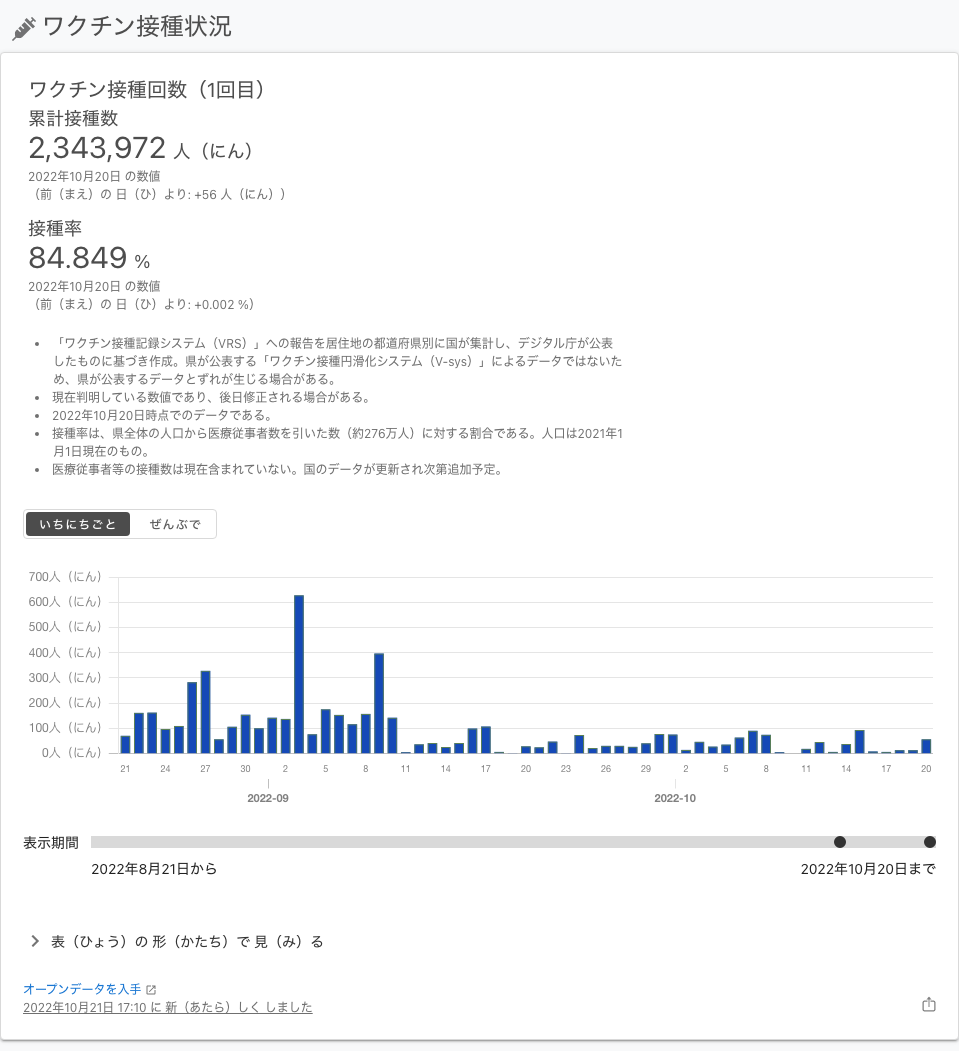 ワクチン接種状況
ワクチン接種回数（1回目）
累計接種数
2,343,972 人（にん）
2022年10月20日 の数値
（前（まえ）の 日（ひ）より: +56 人（にん））
接種率
84.849 %
2022年10月20日 の数値
（前（まえ）の 日（ひ）より: +0.002 %）
• 「ワクチン接種記録システム（VRS）」への報告を居住地の都道府県別に国が集計し、デジタル庁が公表
したものに基づき作成。県が公表する「ワクチン接種円滑化システム（V-sys）」によるデータではないた
め、県が公表するデータとずれが生じる場合がある。
• 現在判明している数値であり、後日修正される場合がある。
• 2022年10月20日時点でのデータである。
• 接種率は、県全体の人口から医療従事者数を引いた数（約276万人）に対する割合である。人口は2021年1
月1日現在のもの。
• 医療従事者等の接種数は現在含まれていない。国のデータが更新され次第追加予定。
いちにちごと ぜんぶで
700人（にん）
600人（にん）
500人（にん）
400人（にん）
300人（にん）
200人（にん）
100人（にん）
0人（にん）
21 24 27 30 2 5 8 11 14 17 20 23 26 29 2 5 8 11 14 17 20
2022-09 2022-10
表示期間
2022年8月21日から 2022年10月20日まで
表（ひょう）の 形（かたち）で 見（み）る
オープンデータを入手
2022年10月21日 17:10 に 新（あたら）しく しました